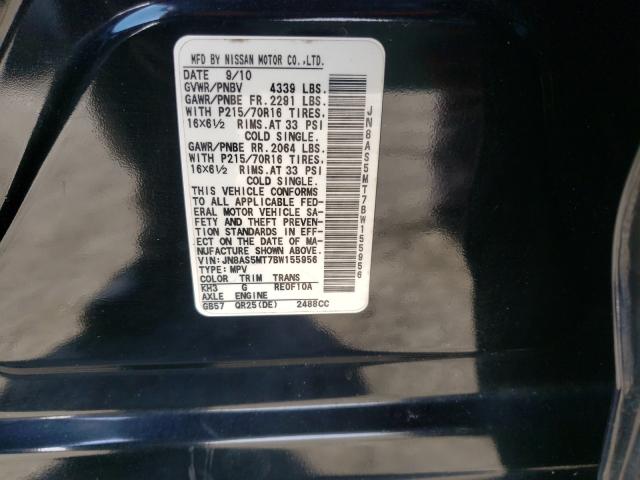 MFD BY NISSAN MOTOR CO.,LTD.
DATE 9/10
GVWR/PNBV 4339 LBS.
GAWR/PNBE FR.2291 LBS.
WITH P215/70R16 TIRES,
16X6½ RIMS.AT 33 PSI
COLD SINGLE.
GAWR/PNBE RR.2064 LBS.
WITH P215/70R16 TIRES,
16X6½ RIMS.AT 33 PSI
COLD SINGLE.
THIS VEHICLE CONFORMS
TO ALL APPLICABLE FED-
ERAL MOTOR VEHICLE SA-
FETY AND THEFT PREVEN-
TION STANDARDS IN EFF-
ECT ON THE DATE OF MA-
NUFACTURE SHOWN ABOVE.
VIN: JN8AS5MT7BW155956
TYPE: MPV
COLOR TRIM TRANS
KH3 G RE0F10A
AXLE ENGINE
GB57 QR25(DE) 2488CC
JN8AS5MT7BW155956